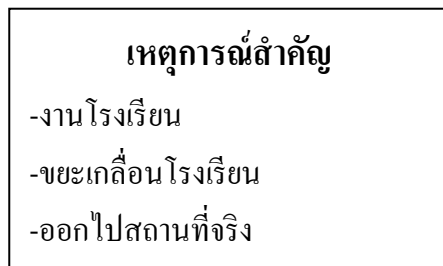 เหตุการณ์สำคัญ
-งานโรงเรียน
-ขยะเกลื่อนโรงเรียน
-ออกไปสถานที่จริง